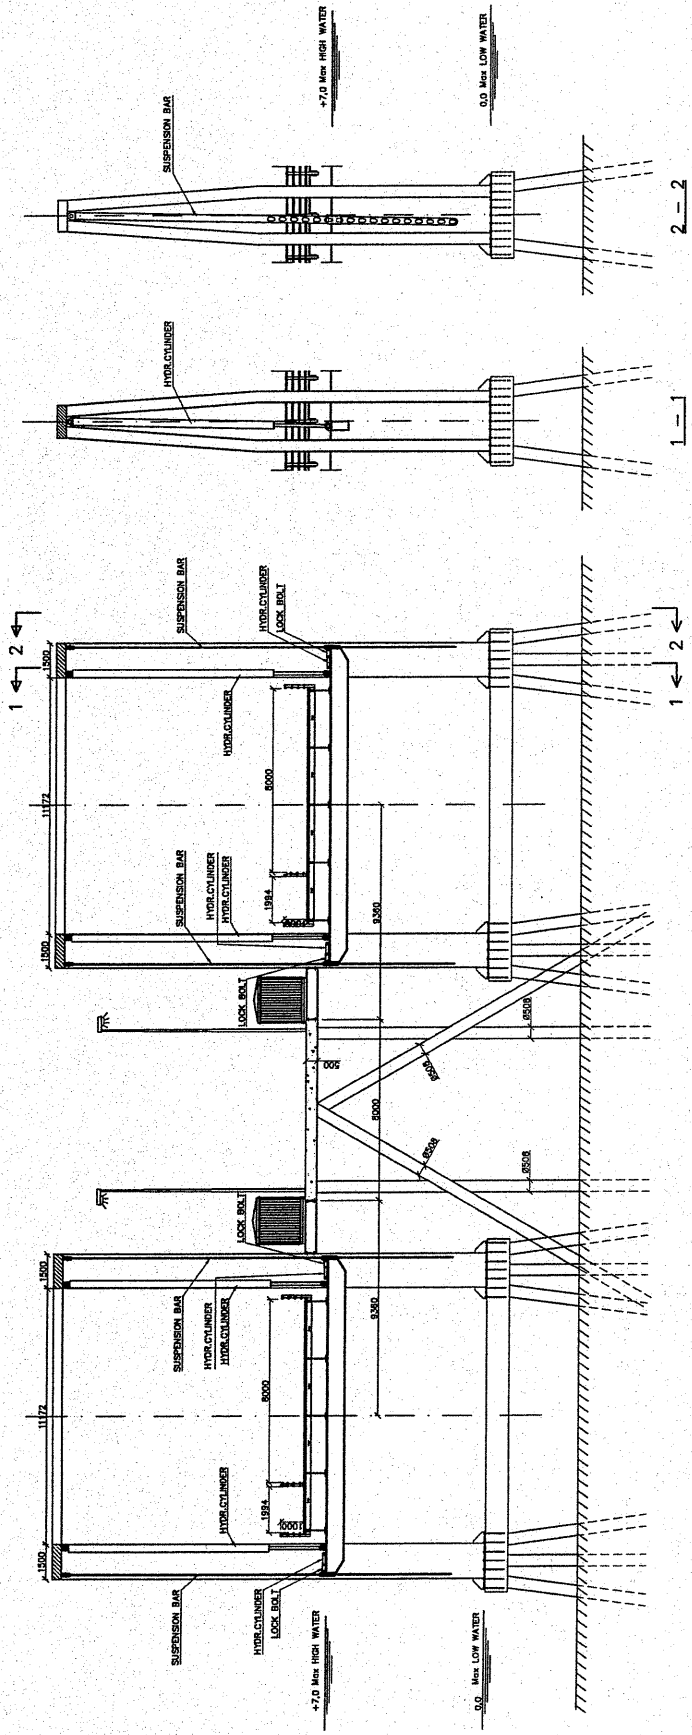 1500
11172
1500
1500
11172
1500
1
2
SUSPENSION BAR
HYDR.CYLINDER
SUSPENSION BAR
HYDR.CYLINDER
HYDR.CYLINDER
LOCK BOLT
HYDR.CYLINDER
LOCK BOLT
1994
1000
8000
LOCK BOLT
LOCK BOLT
SUSPENSION BAR
HYDR.CYLINDER
HYDR.CYLINDER
1994
8000
HYDR.CYLINDER
SUSPENSION BAR
HYDR.CYLINDER
LOCK BOLT
500
9360
8000
9360
Ø508
Ø508
Ø508
Ø508
+7,0 Max HIGH WATER
0,0 Max LOW WATER
1
2
HYDR.CYLINDER
1 - 1
SUSPENSION BAR
2 - 2
+7,0 Max HIGH WATER
0,0 Max LOW WATER